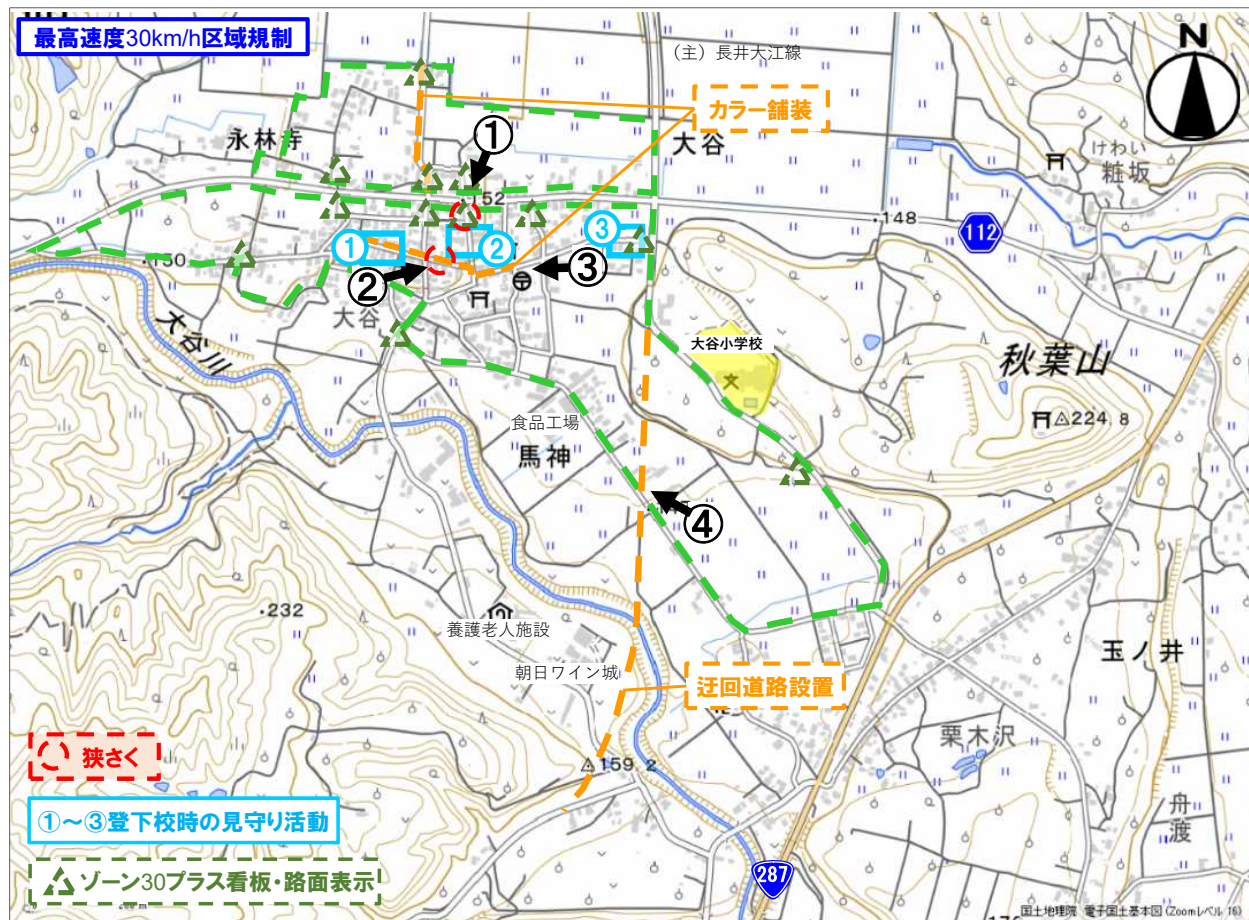 最高速度30km/h区域規制
(主)長井大江線
N
カラー舗装
永林寺
①
大谷
けわい
粧坂
152
148
112
①
②
③
150
②
③
大谷
大谷川
大谷小学校
秋葉山
224.8
食品工場
馬神
④
232
養護老人施設
朝日ワイン城
迂回道路設置
玉ノ井
栗木沢
狭さく
159.2
舟渡
①～③登下校時の見守り活動
287
ゾーン30プラス看板・路面表示
国土地理院 電子国土基本図(Zoomレベル 16)